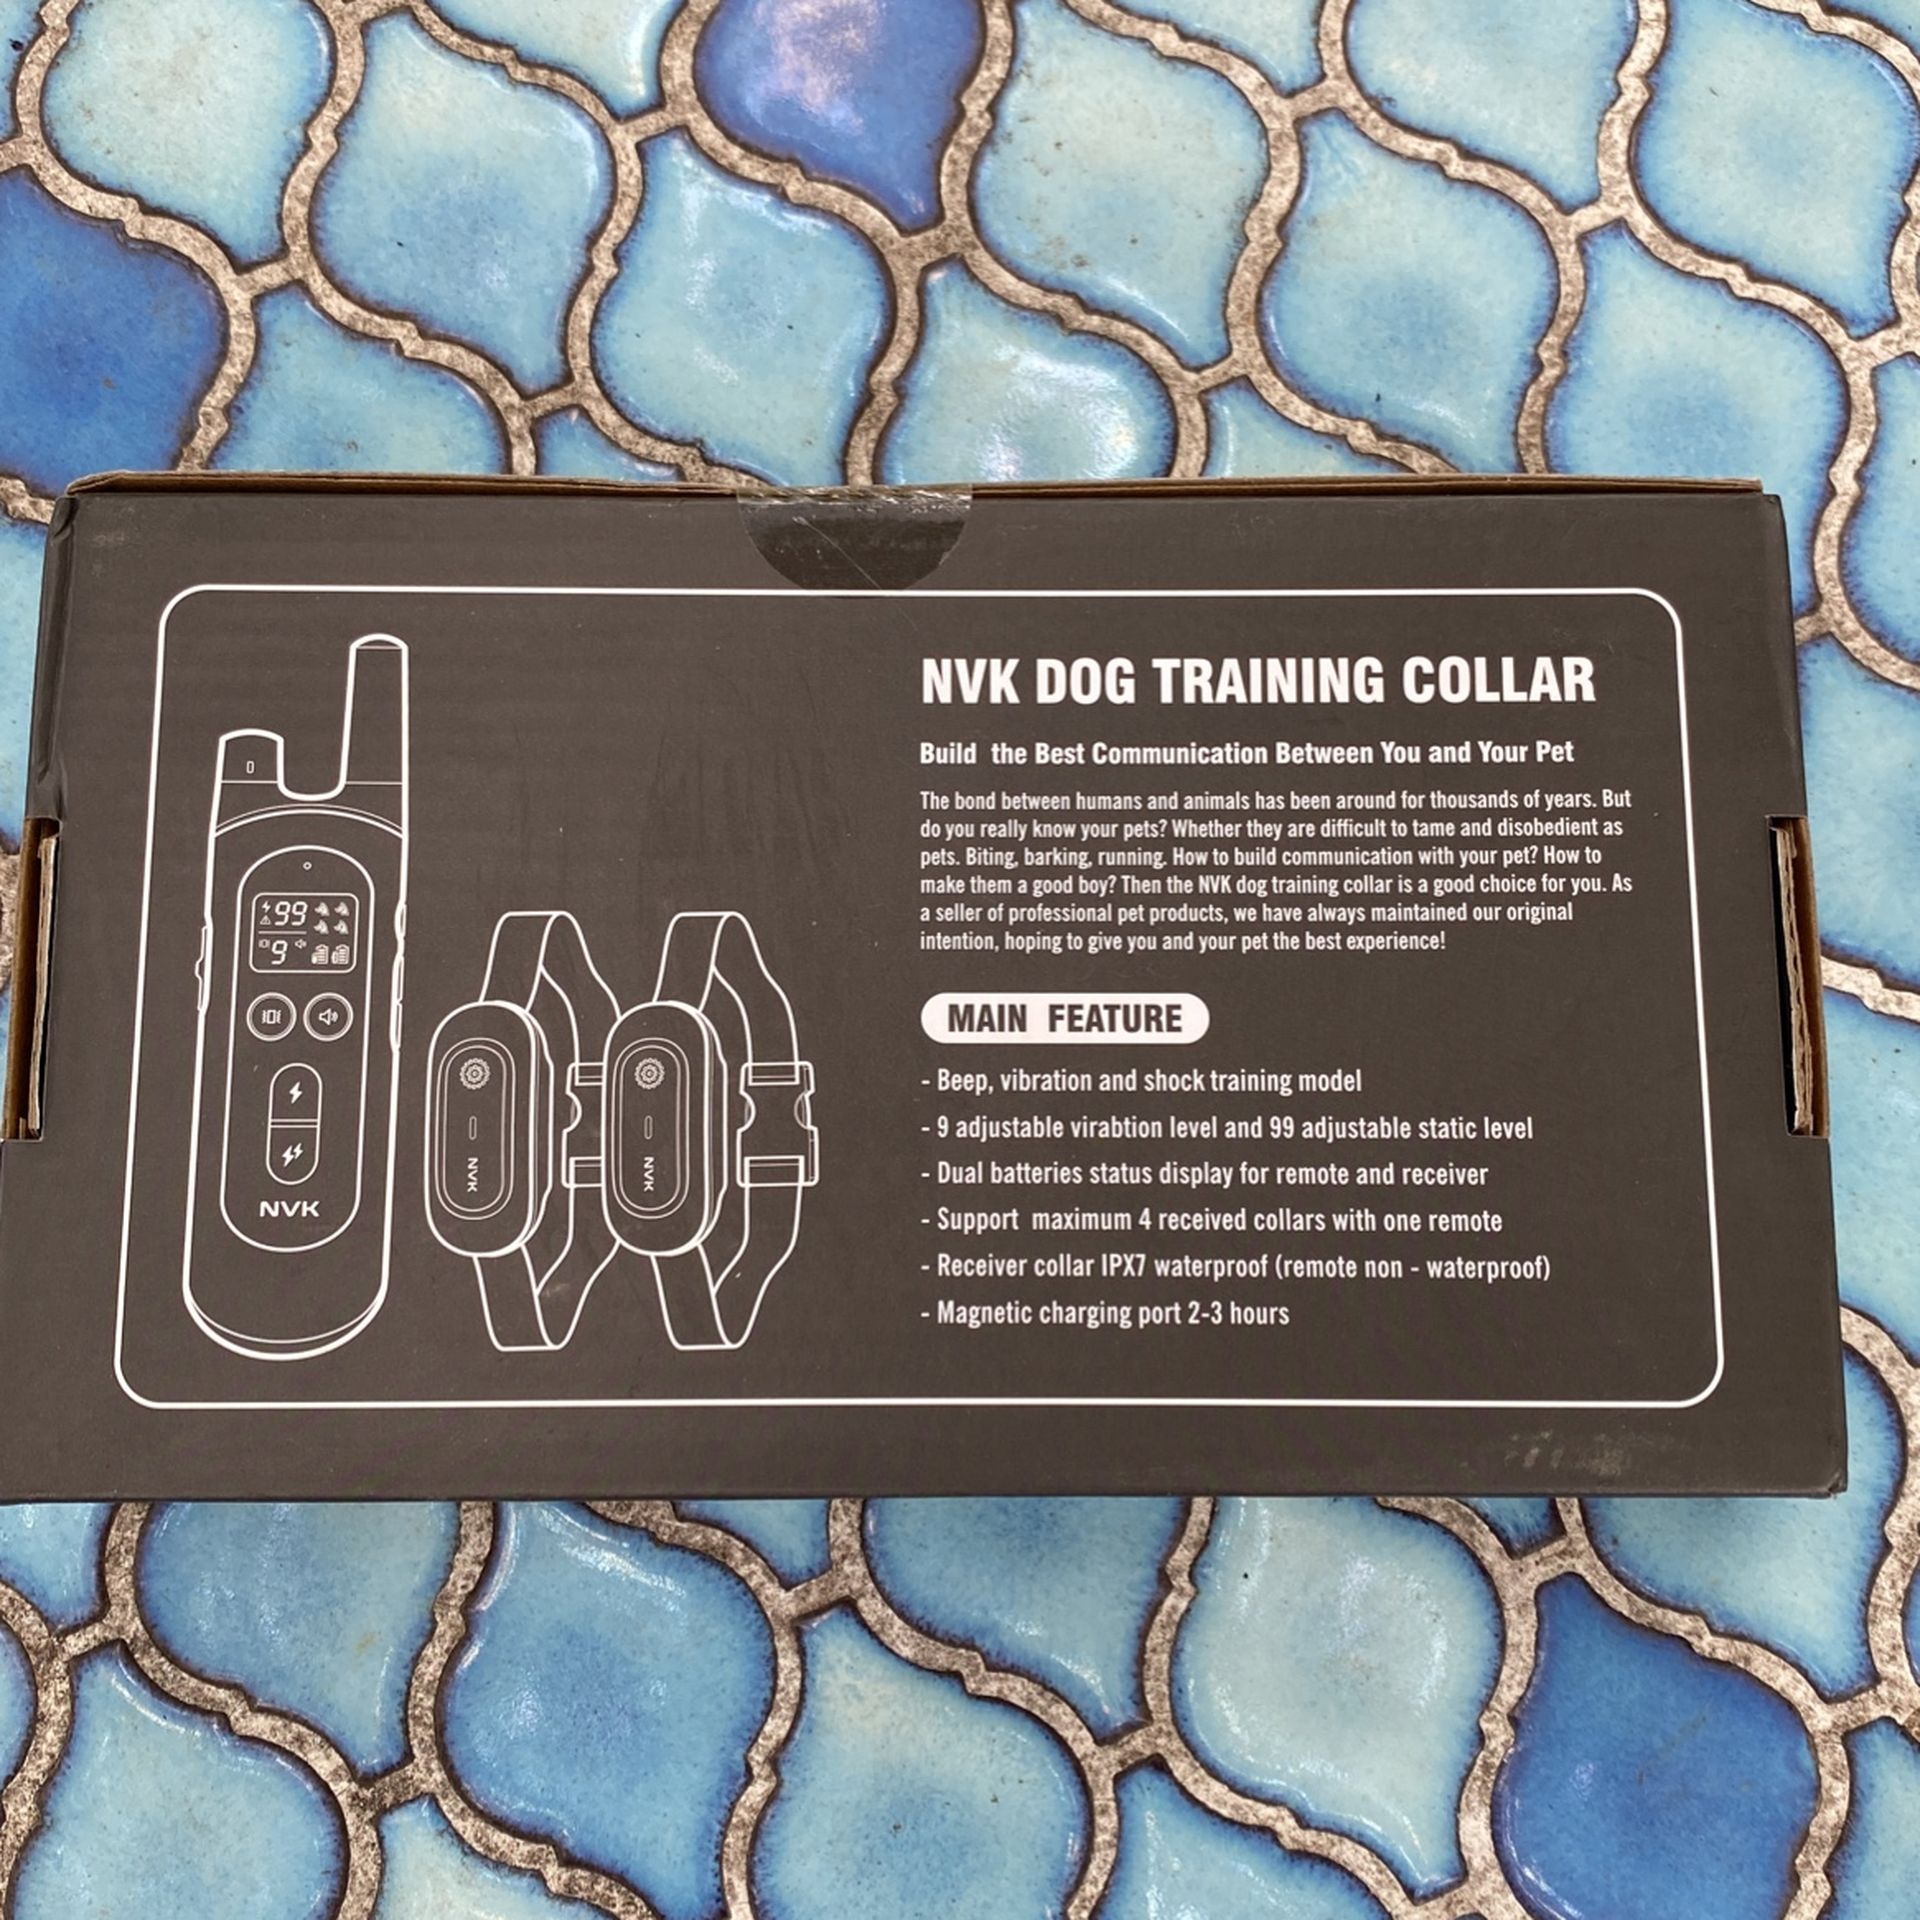 NVK DOG TRAINING COLLAR
Build the Best Communication Between You and Your Pet
The bond between humans and animals has been around for thousands of years. But
do you really know your pets? Whether they are difficult to tame and disobedient as
pets. Biting, barking, running. How to build communication with your pet? How to
make them a good boy? Then the NVK dog training collar is a good choice for you. As
a seller of professional pet products, we have always maintained our original
intention, hoping to give you and your pet the best experience!
MAIN FEATURE
- Beep, vibration and shock training model
- 9 adjustable virabtion level and 99 adjustable static level
- Dual batteries status display for remote and receiver
- Support maximum 4 received collars with one remote
- Receiver collar IPX7 waterproof (remote non - waterproof)
- Magnetic charging port 2-3 hours
99
9
NVK
NVK
NVK